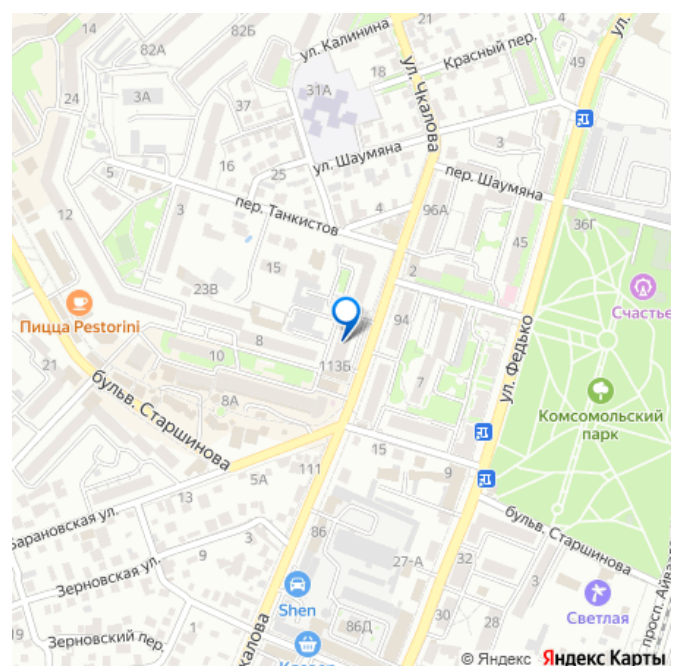 14
82А
82Б
ул. Калинина
21
Красный пер.
ул.
49
24
3А
37
31А
18
ул. Чкалова
ул. Шаумяна
3
16
25
5
пер. Танкистов
4
пер. Шаумяна
12
3
96А
36Г
45
15
2
23В
Счастье
Пицца Pestorini
94
ул. Федько
8
10
113Б
7
21
Комсомольский
парк
бульв. Старшинова
8А
15
9
111
5А
13
Барановская ул.
86
бульв. Старшинова
3
9
27-А
32
Зерновская ул.
3
Shen
Светлая
1
86Д
30
28
19
Зерновский пер.
© Яндекс Яндекс Карты